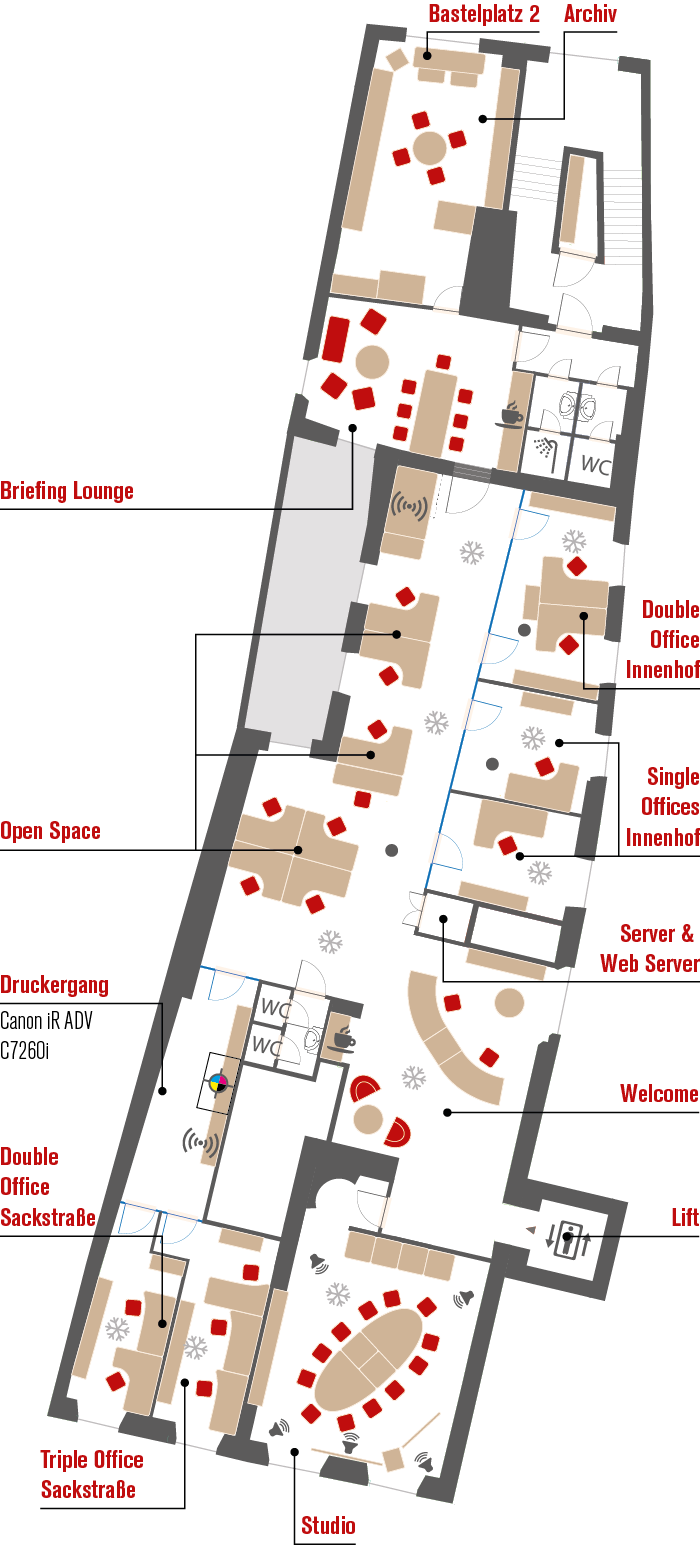 Bastelplatz 2
Archiv
WC
Briefing Lounge
Double
Office
Innenhof
Single
Offices
Innenhof
Open Space
Server &
Web Server
Druckergang
Canon iR ADV
C7260i
WC
WC
Welcome
Double
Office
Sackstraße
Lift
Triple Office
Sackstraße
Studio